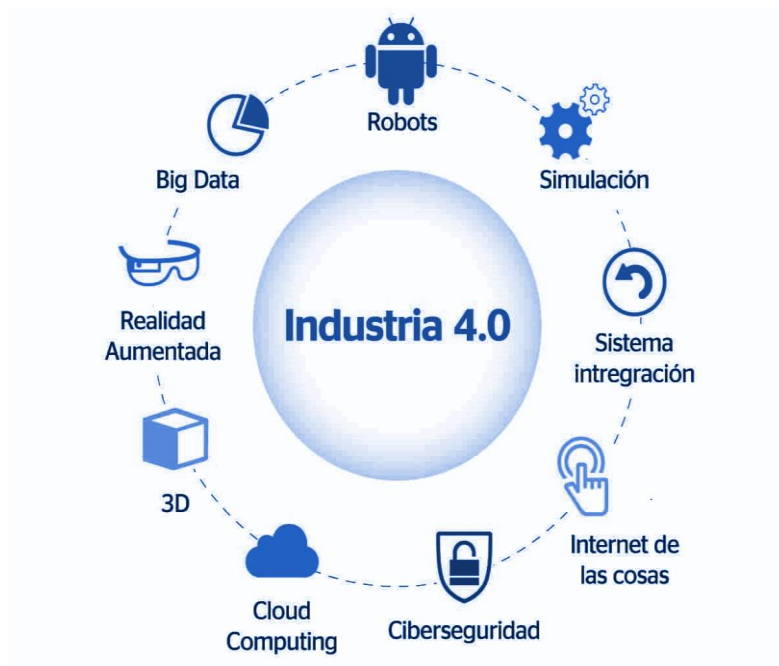 Robots
Simulación
Sistema
intregración
Internet de
las cosas
Ciberseguridad
Cloud
Computing
3D
Realidad
Aumentada
Big Data
Industria 4.0